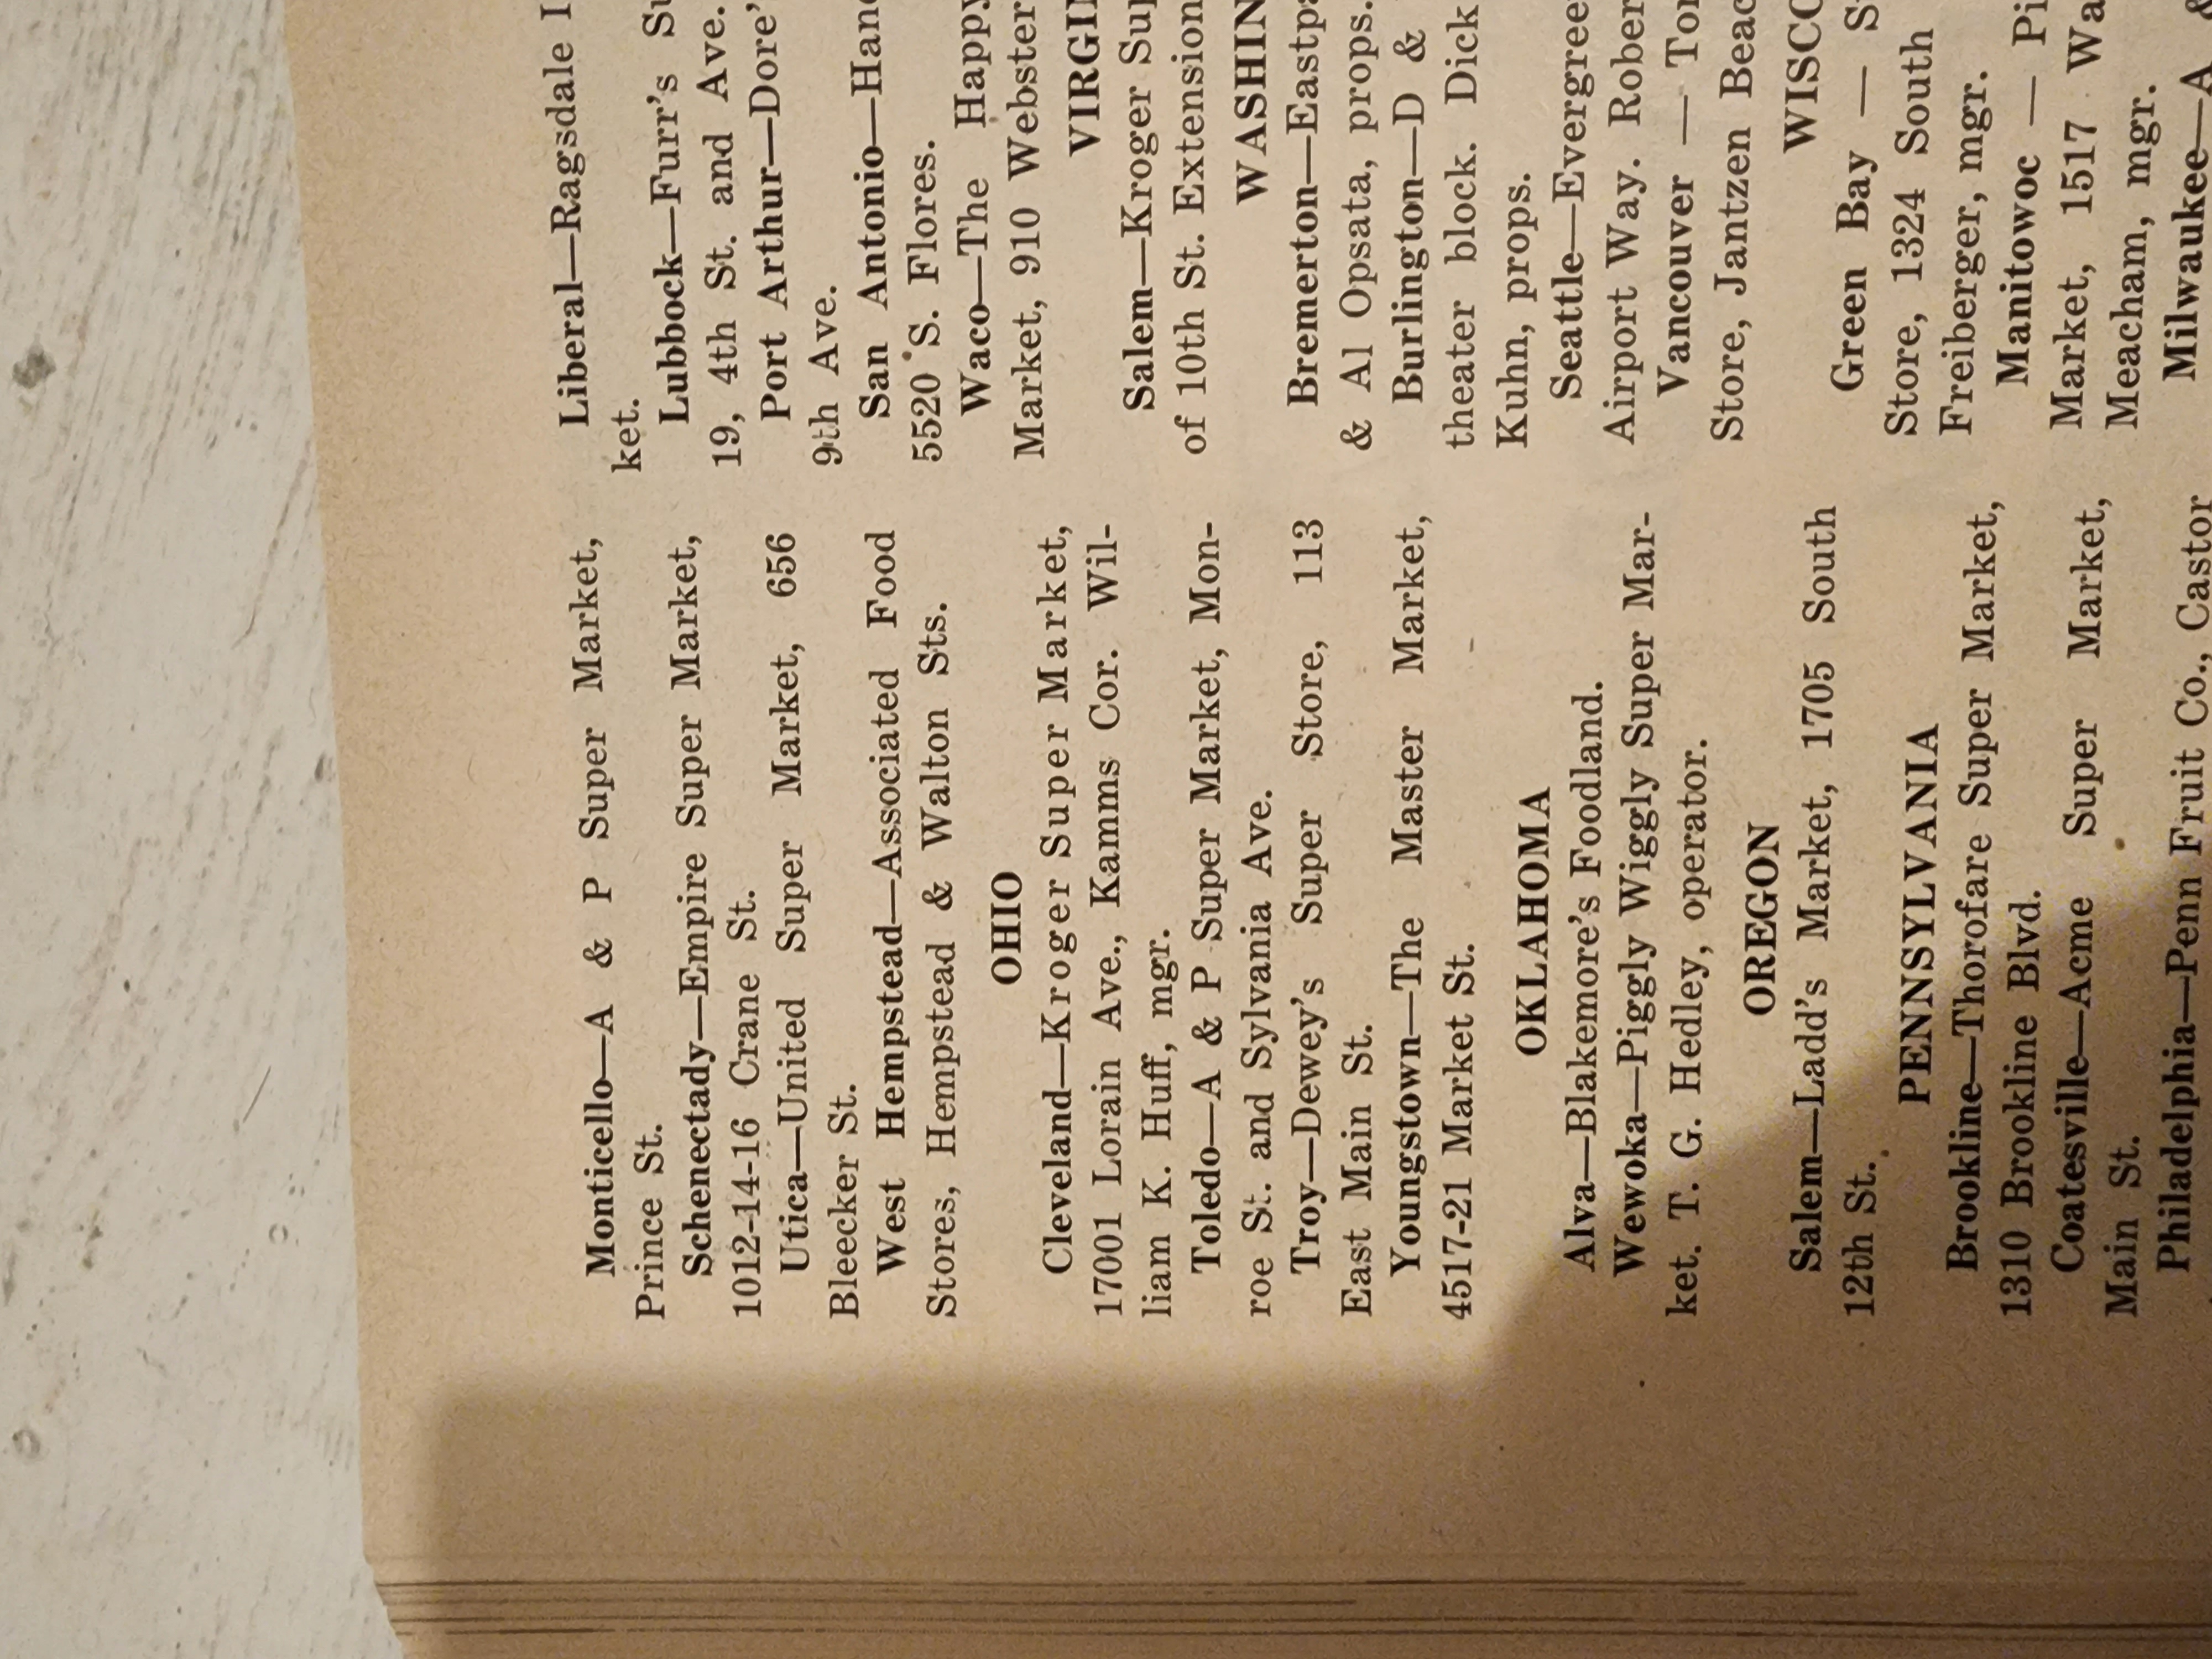 Monticello—A & P Super Market,
Prince St.
Schenectady—Empire Super Market,
1012-14-16 Crane St.
Utica—United Super Market, 656
Bleecker St.
West Hempstead—Associated Food
Stores, Hempstead & Walton Sts.
OHIO
Cleveland—Kroger Super Market,
17001 Lorain Ave., Kamms Cor. Wil-
liam K. Huff, mgr.
Toledo—A & P Super Market, Mon-
roe St. and Sylvania Ave.
Troy—Dewey's Super Store, 113
East Main St.
Youngstown—The Master Market,
4517-21 Market St.
OKLAHOMA
Alva—Blakemore's Foodland.
Wewoka—Piggly Wiggly Super Mar-
ket. T. G. Hedley, operator.
OREGON
Salem—Ladd's Market, 1705 South
12th St.
PENNSYLVANIA
Brookline—Thorofare Super Market,
1310 Brookline Blvd.
Coatesville—Acme Super Market,
Main St.
Philadelphia—Penn Fruit Co., Castor
Liberal—Ragsdale
ket.
Lubbock—Furr's
19, 4th St. and Ave.
Port Arthur—Dore'
9th Ave.
San Antonio—
5520 S. Flores.
Waco—The Happy
Market, 910 Webster
Salem—Kroger
of 10th St. Extension
Bremerton—
& Al Opsata, props.
Burlington—D &
theater block. Dick
Kuhn, props.
Seattle—
Airport Way.
Vancouver —
Store, Jantzen
Green Bay —
Store, 1324 South
Freiberger, mgr.
Manitowoc —
Market, 1517
Meacham, mgr.
Milwaukee—A &